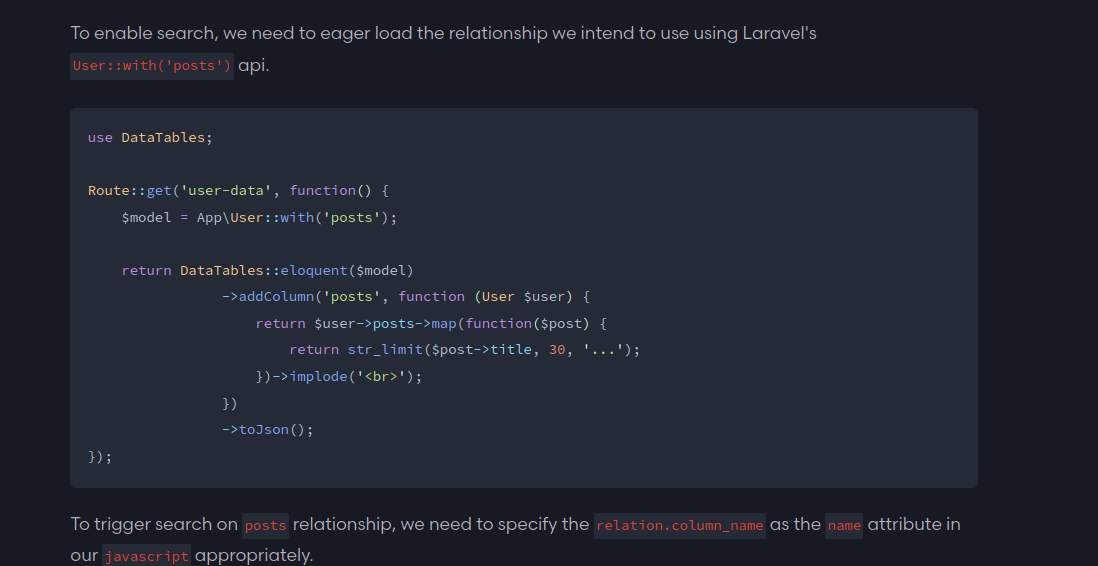 To enable search, we need to eager load the relationship we intend to use using Laravel's
User::with('posts') api.
use DataTables;
Route::get('user-data', function() {
    $model = App\User::with('posts');
    return DataTables::eloquent($model)
                ->addColumn('posts', function (User $user) {
                    return $user->posts->map(function($post) {
                        return str_limit($post->title, 30, '...');
                    })->implode('<br>');
                })
                ->toJson();
});
To trigger search on posts relationship, we need to specify the relation.column_name as the name attribute in
our javascript appropriately.